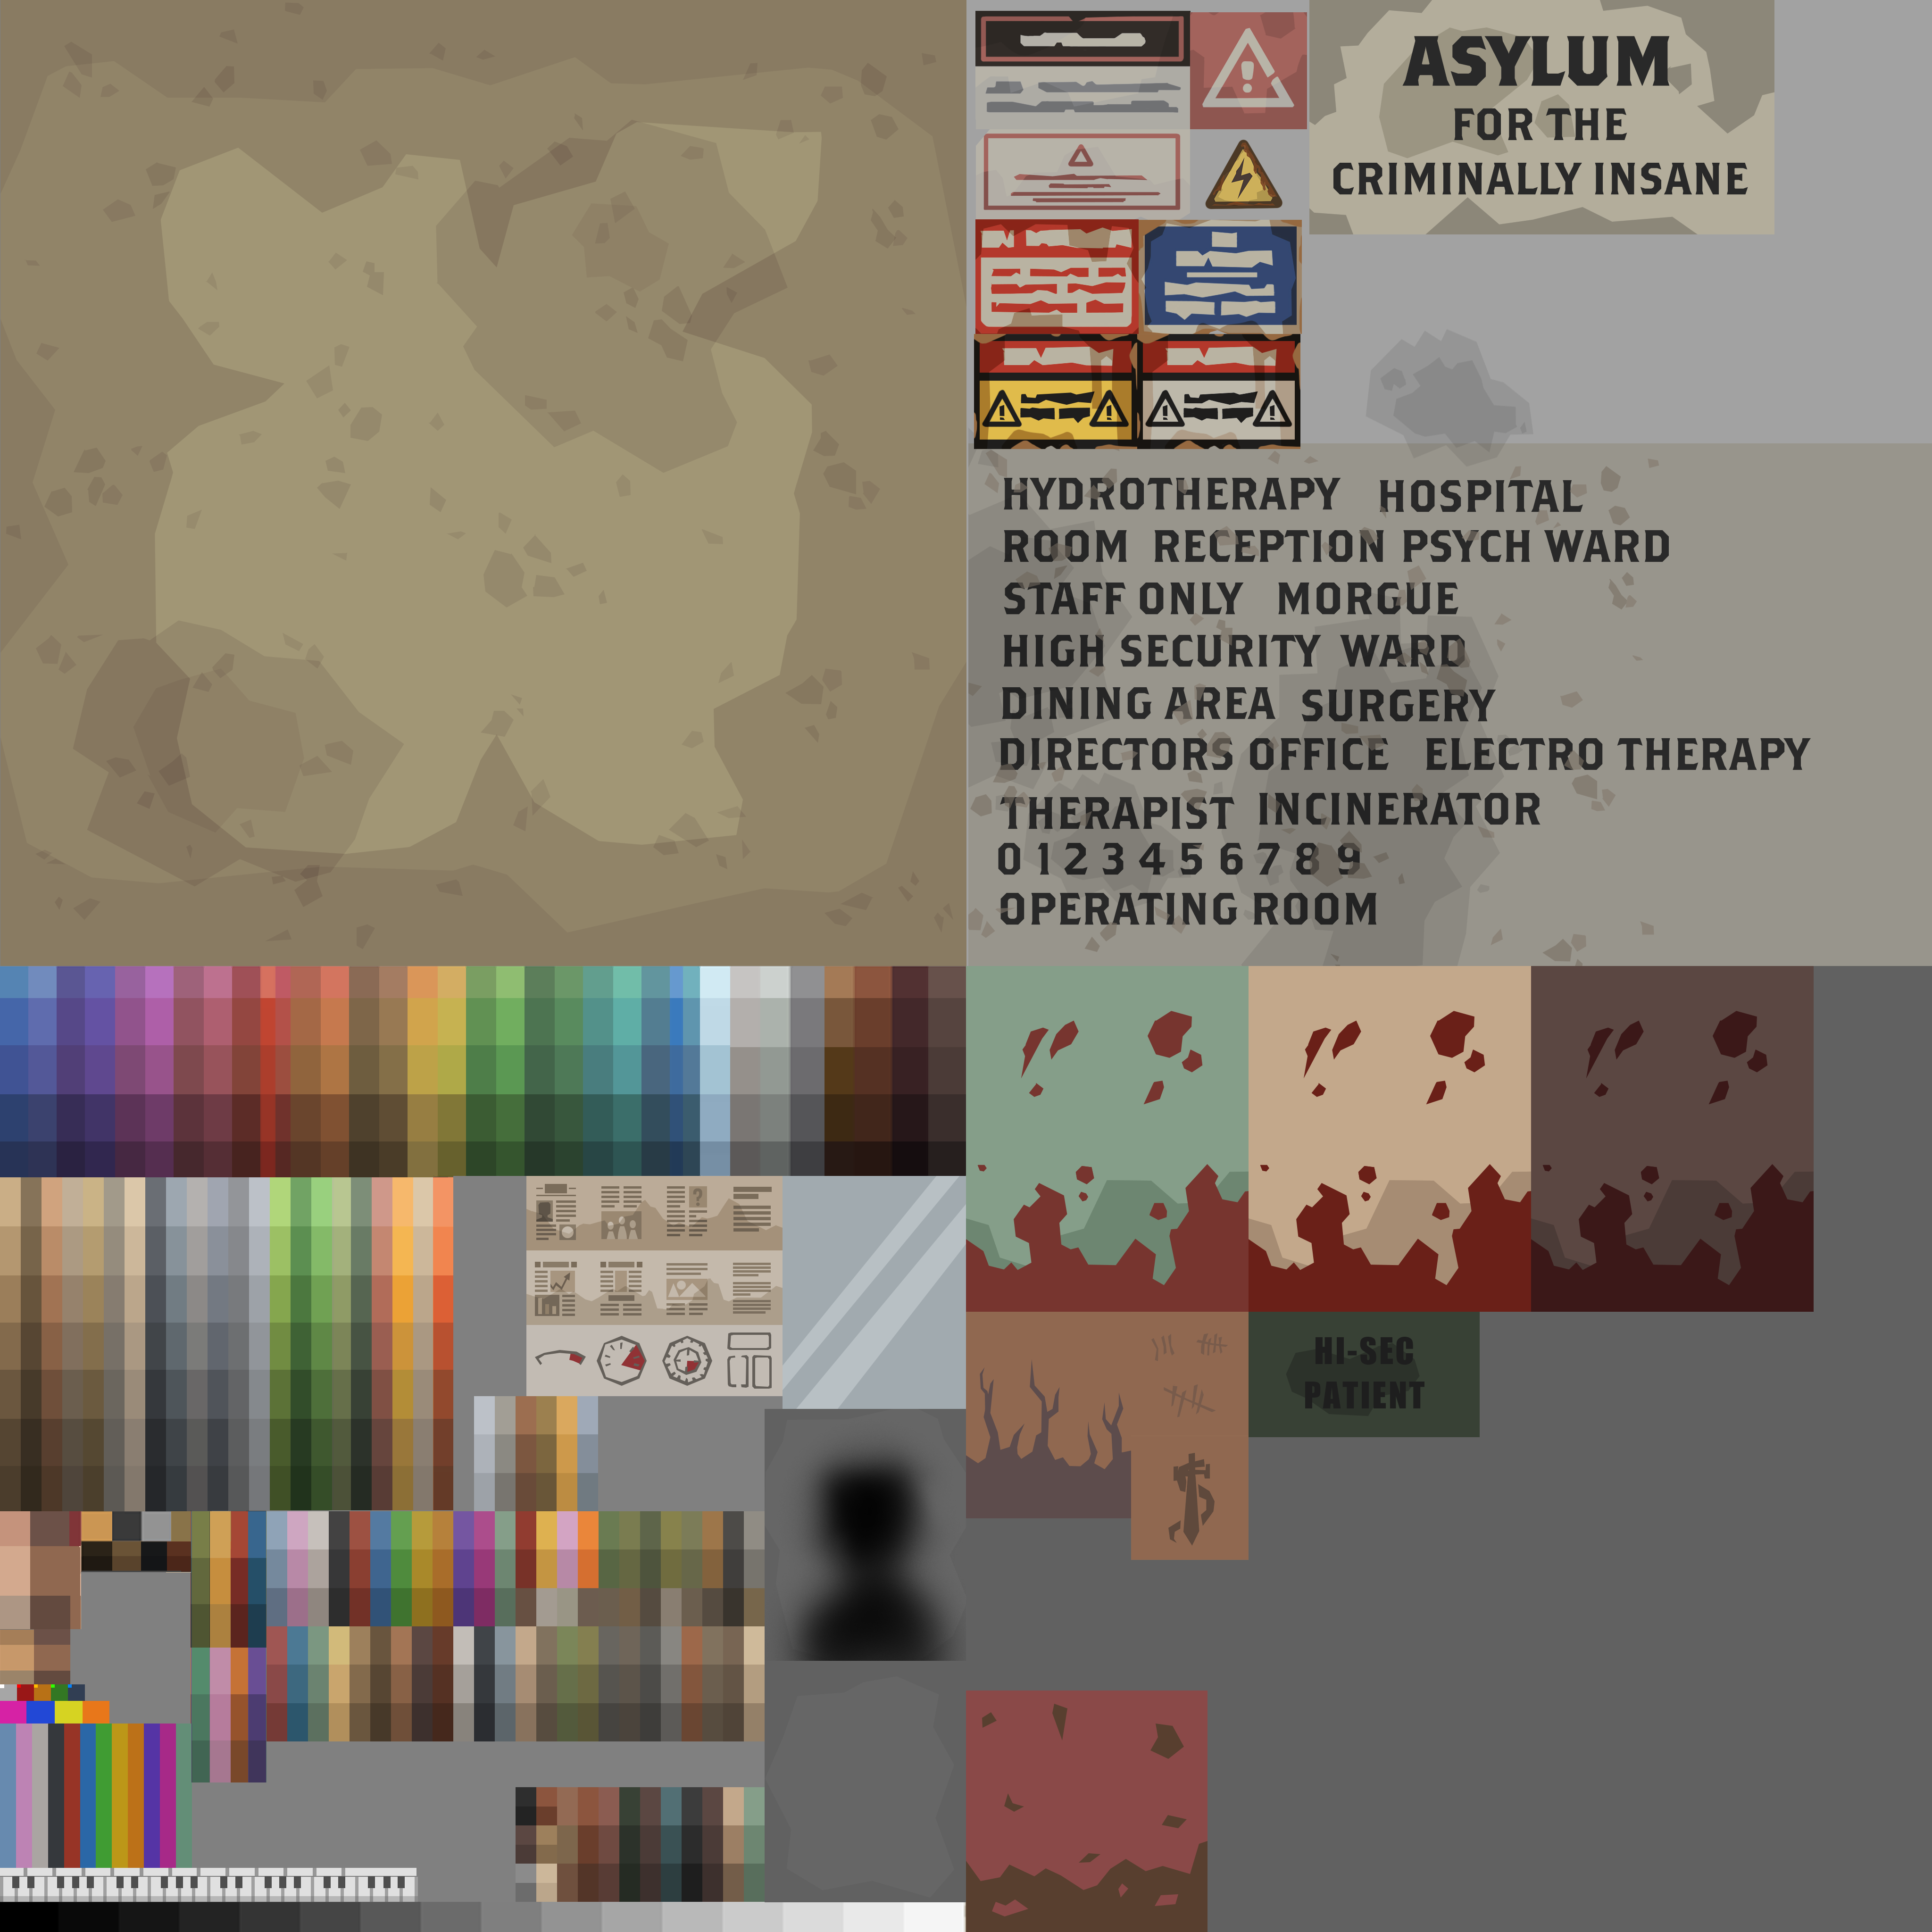 ASYLUM
FOR THE
CRIMINALLY INSANE
HYDROTHERAPY HOSPITAL
ROOM RECEPTION PSYCH WARD
STAFF ONLY MORGUE
HIGH SECURITY WARD
DINING AREA SURGERY
DIRECTORS OFFICE ELECTRO THERAPY
THERAPIST INCINERATOR
0 1 2 3 4 5 6 7 8 9
OPERATING ROOM
?
HI-SEC
PATIENT